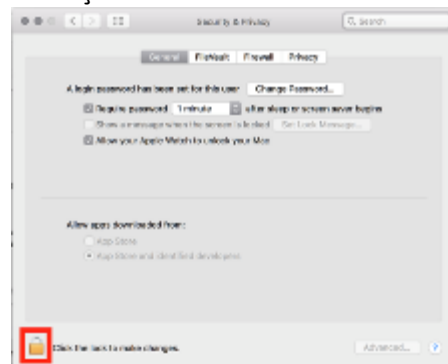 Security & Privacy
Search
General FileVault Firewall Privacy
A login password has been set for this user Change Password...
Require password 1 minute after sleep or screen saver begins
Show a message when the screen is locked Set Lock Message...
Allow your Apple Watch to unlock your Mac
Allow apps downloaded from:
App Store
App Store and identified developers
Click the lock to make changes.
Advanced... ?